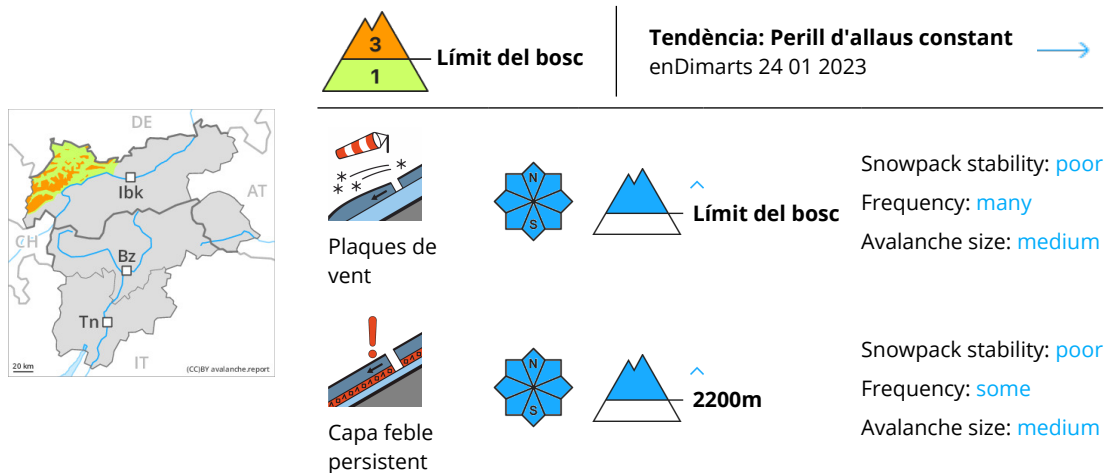 3
1
Límit del bosc
Tendència: Perill d'allaus constant
enDimarts 24 01 2023
DE
AT
CH
IT
Ibk
Bz
Tn
20 km
(CC)BY avalanche.report
Plaques de
vent
N
S
Límit del bosc
Snowpack stability: poor
Frequency: many
Avalanche size: medium
Capa feble
persistent
N
S
2200m
Snowpack stability: poor
Frequency: some
Avalanche size: medium